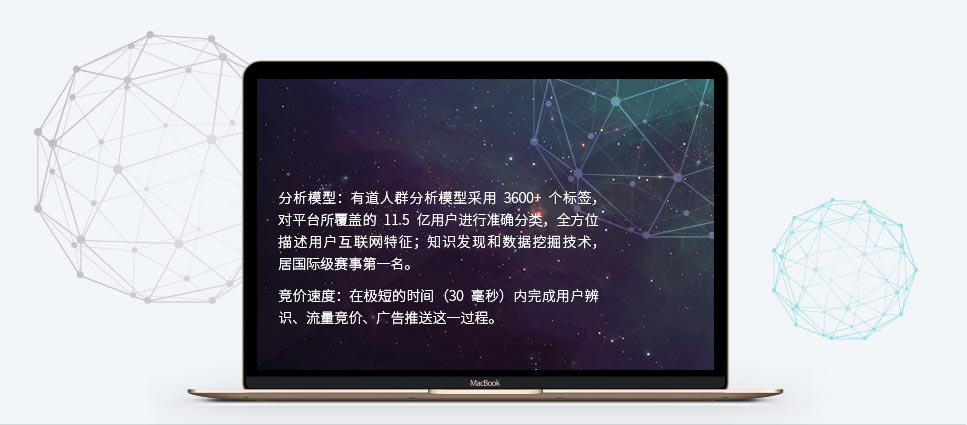 分析模型：有道人群分析模型采用 3600+ 个标签，
对平台所覆盖的 11.5 亿用户进行准确分类，全方位
描述用户互联网特征；知识发现和数据挖掘技术，
居国际级赛事第一名。
竞价速度：在极短的时间（30 毫秒）内完成用户辨
识、流量竞价、广告推送这一过程。
MacBook